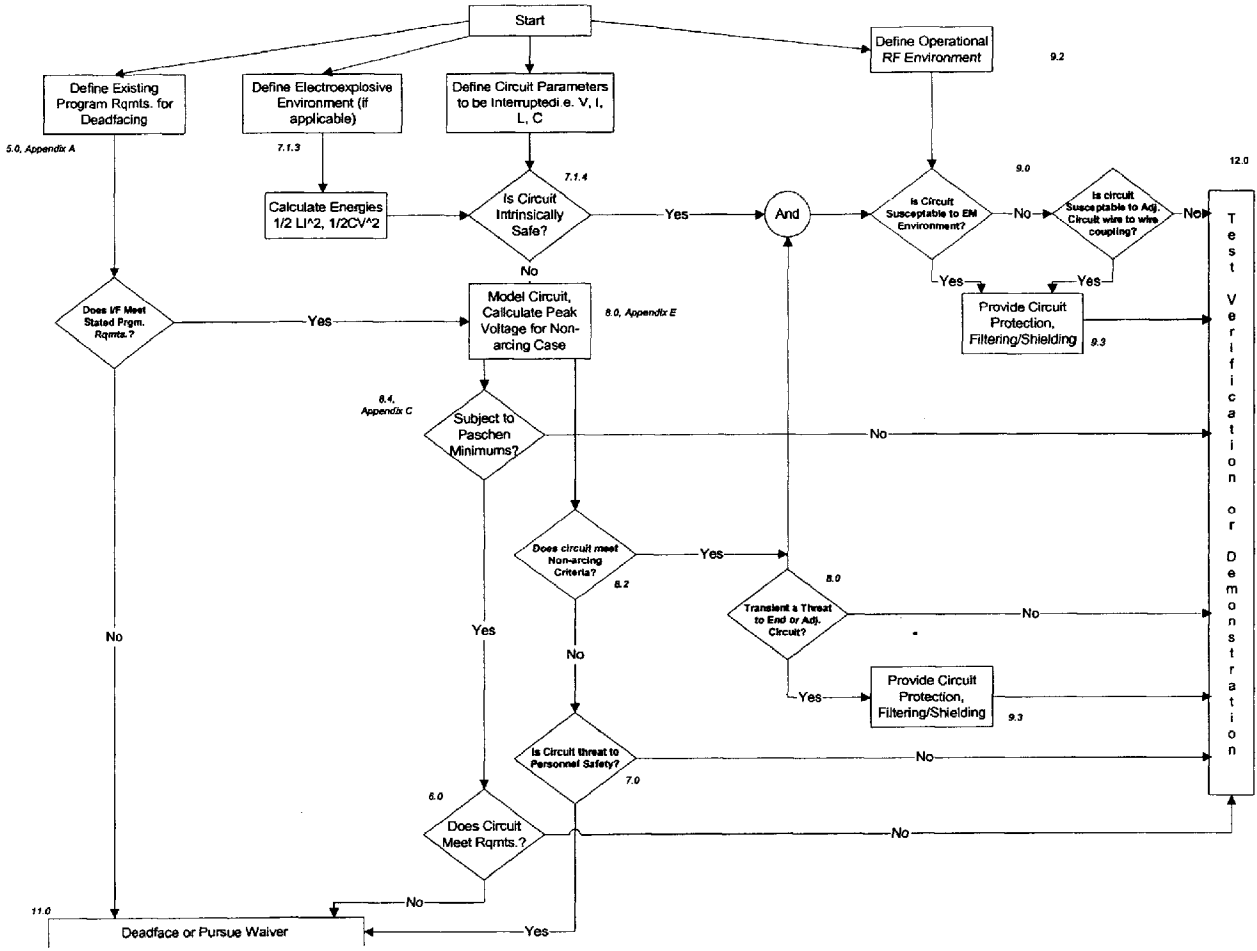 Start
Define Operational
RF Environment
9.2
Define Existing
Program Rqmts. for
Deadfacing
Define Electroexplosive
Environment (if
applicable)
Define Circuit Parameters
to be Interruptedi.e. V, I,
L, C
5.0, Appendix A
7.1.3
7.1.4
9.0
12.0
Calculate Energies
1/2 LI^2, 1/2CV^2
Is Circuit
Intrinsically
Safe?
Yes
And
Is Circuit
Susceptable to EM
Environment?
No
Is circuit
Susceptable to Adj.
Circuit wire to wire
coupling?
No
Test Verification or Demonstration
No
Yes
Yes
Does I/F Meet
Stated Prgm.
Rqmts.?
Yes
Model Circuit,
Callculate Peak
Voltage for Non-
arcing Case
8.0, Appendix E
Provide Circuit
Protection,
Filtering/Shielding
9.3
8.4,
Appendix C
Subject to
Paschen
Minimums?
No
Does circuit meet
Non-arcing
Criteria?
8.2
Yes
8.0
Transient a Threat
to End or Adj.
Circuit?
No
No
Yes
No
Yes
Provide Circuit
Protection,
Filtering/Shielding
9.3
Is Circuit threat to
Personnel Safety?
7.0
No
6.0
Does Circuit
Meet Rqmts.?
No
No
11.0
Deadface or Pursue Waiver
Yes